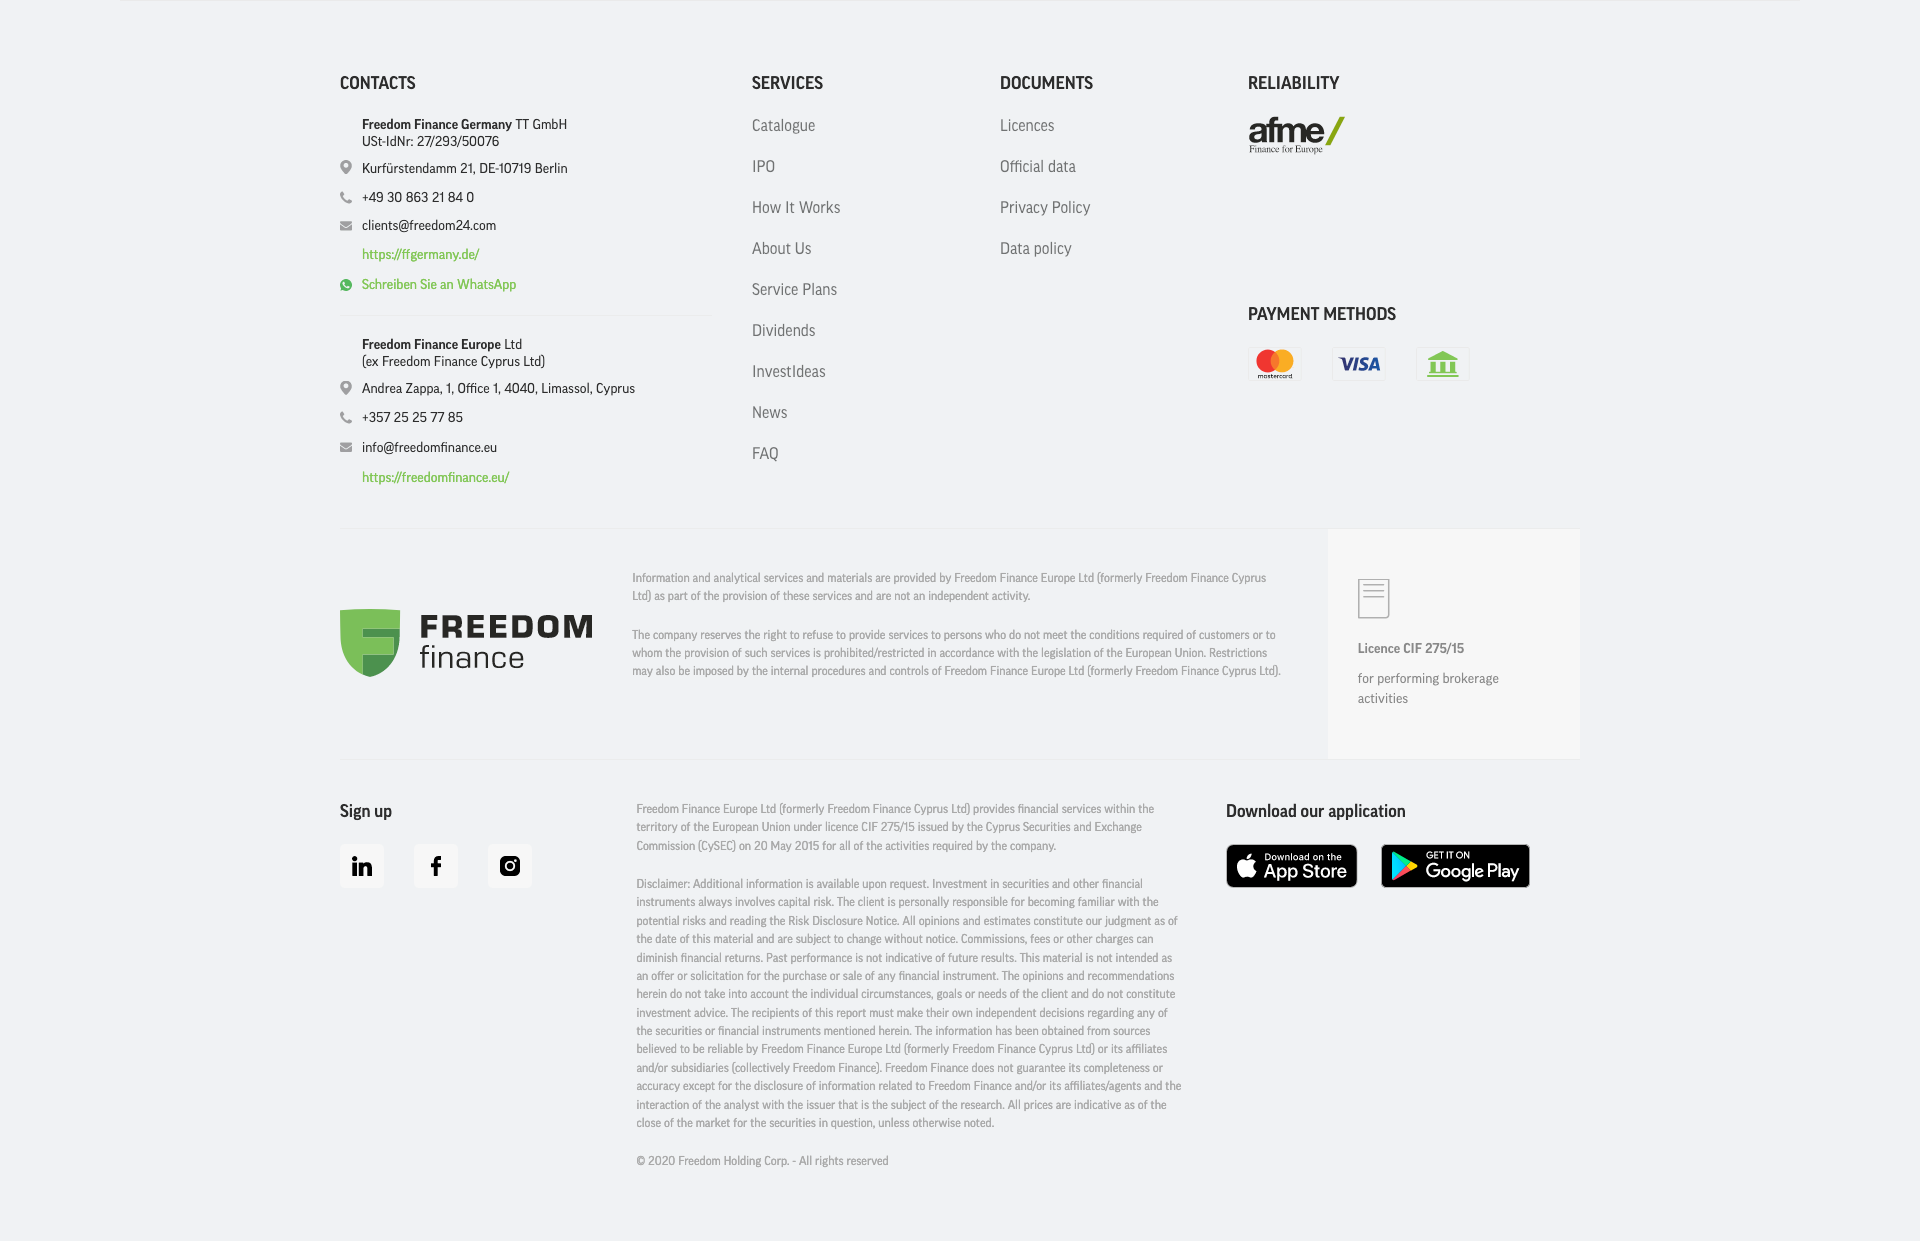 CONTACTS
Freedom Finance Germany TT GmbH
USt-IdNr: 27/293/50076
Kurfürstendamm 21, DE-10719 Berlin
+49 30 863 21 84 0
clients@freedom24.com
https://ffgermany.de/
Schreiben Sie an WhatsApp
Freedom Finance Europe Ltd
(ex Freedom Finance Cyprus Ltd)
Andrea Zappa, 1, Office 1, 4040, Limassol, Cyprus
+357 25 25 77 85
info@freedomfinance.eu
https://freedomfinance.eu/
SERVICES
Catalogue
IPO
How It Works
About Us
Service Plans
Dividends
InvestIdeas
News
FAQ
DOCUMENTS
Licences
Official data
Privacy Policy
Data policy
RELIABILITY
afme/
Finance for Europe
PAYMENT METHODS
mastercard
VISA
FREEDOM
finance
Information and analytical services and materials are provided by Freedom Finance Europe Ltd (formerly Freedom Finance Cyprus
Ltd) as part of the provision of these services and are not an independent activity.
The company reserves the right to refuse to provide services to persons who do not meet the conditions required of customers or to
whom the provision of such services is prohibited/restricted in accordance with the legislation of the European Union. Restrictions
may also be imposed by the internal procedures and controls of Freedom Finance Europe Ltd (formerly Freedom Finance Cyprus Ltd).
Licence CIF 275/15
for performing brokerage
activities
Sign up
in
f
Freedom Finance Europe Ltd (formerly Freedom Finance Cyprus Ltd) provides financial services within the
territory of the European Union under licence CIF 275/15 issued by the Cyprus Securities and Exchange
Commission (CySEC) on 20 May 2015 for all of the activities required by the company.
Disclaimer: Additional information is available upon request. Investment in securities and other financial
instruments always involves capital risk. The client is personally responsible for becoming familiar with the
potential risks and reading the Risk Disclosure Notice. All opinions and estimates constitute our judgment as of
the date of this material and are subject to change without notice. Commissions, fees or other charges can
diminish financial returns. Past performance is not indicative of future results. This material is not intended as
an offer or solicitation for the purchase or sale of any financial instrument. The opinions and recommendations
herein do not take into account the individual circumstances, goals or needs of the client and do not constitute
investment advice. The recipients of this report must make their own independent decisions regarding any of
the securities or financial instruments mentioned herein. The information has been obtained from sources
believed to be reliable by Freedom Finance Europe Ltd (formerly Freedom Finance Cyprus Ltd) or its affiliates
and/or subsidiaries (collectively Freedom Finance). Freedom Finance does not guarantee its completeness or
accuracy except for the disclosure of information related to Freedom Finance and/or its affiliates/agents and the
interaction of the analyst with the issuer that is the subject of the research. All prices are indicative as of the
close of the market for the securities in question, unless otherwise noted.
© 2020 Freedom Holding Corp. - All rights reserved
Download our application
Download on the
App Store
GET IT ON
Google Play